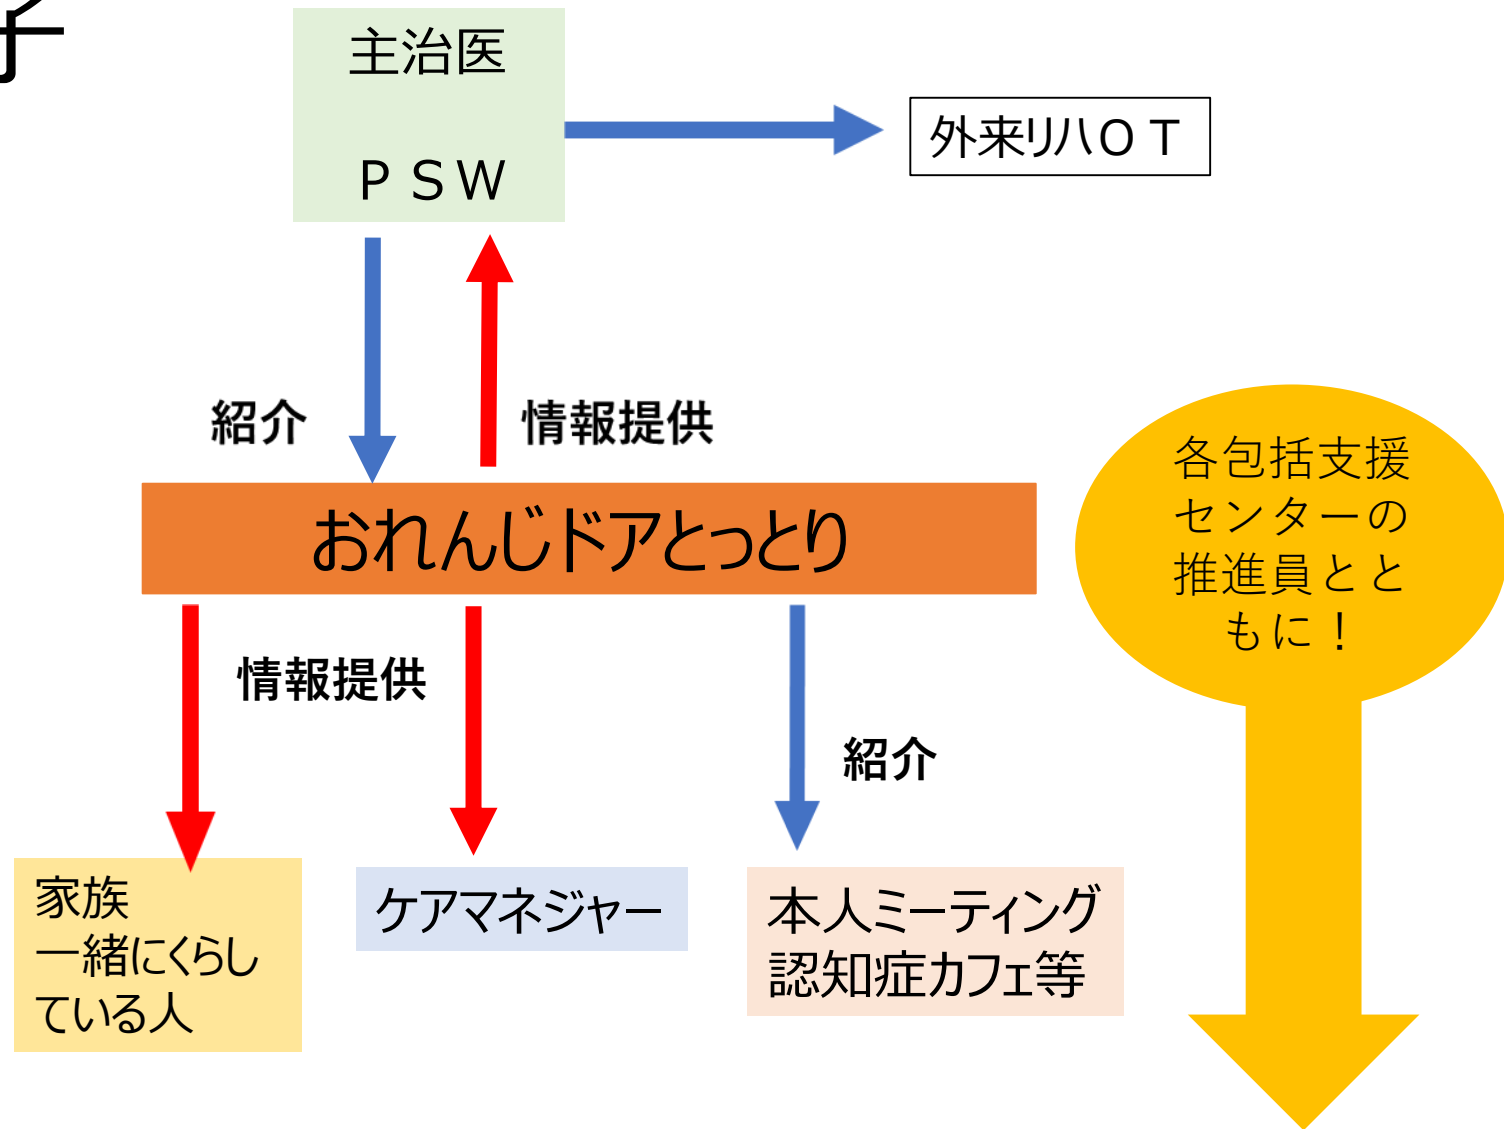 子
主治医
ＰＳＷ
外来リハＯＴ
紹介
情報提供
おれんじドアとっとり
各包括支援
センターの
推進員とと
もに！
情報提供
紹介
家族
一緒にくらし
ている人
ケアマネジャー
本人ミーティング
認知症カフェ等